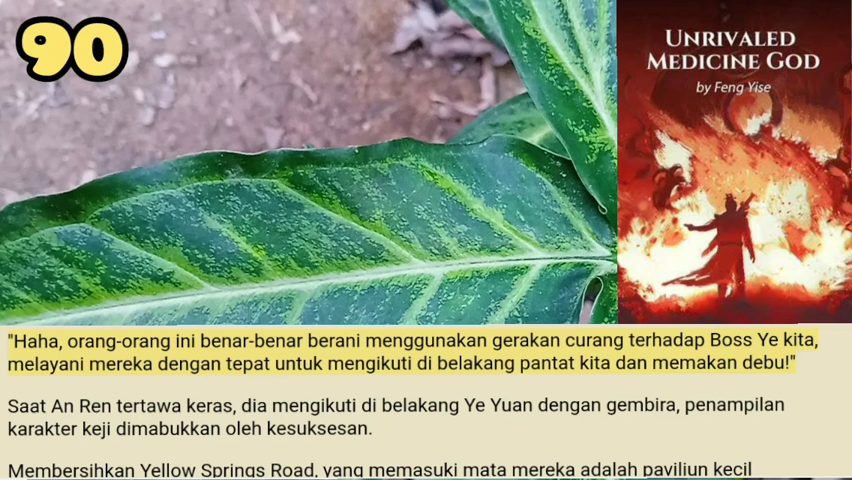 90
UNRIVALED
MEDICINE GOD
by Feng Yise
"Haha, orang-orang ini benar-benar berani menggunakan gerakan curang terhadap Boss Ye kita,
melayani mereka dengan tepat untuk mengikuti di belakang pantat kita dan memakan debu!"
Saat An Ren tertawa keras, dia mengikuti di belakang Ye Yuan dengan gembira, penampilan
karakter keji dimabukkan oleh kesuksesan.
Membersihkan Yellow Springs Road, yang memasuki mata mereka adalah paviliun kecil